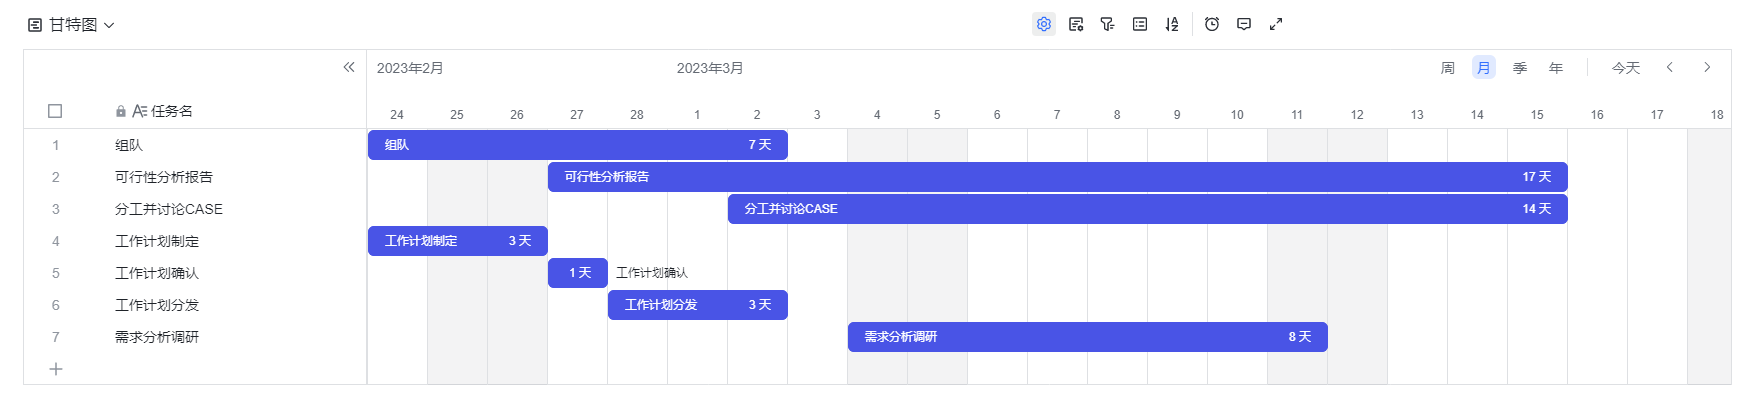 甘特图
2023年2月 2023年3月 周 月 季 年 今天
任务名 24 25 26 27 28 1 2 3 4 5 6 7 8 9 10 11 12 13 14 15 16 17 18
1 组队 组队 7 天
2 可行性分析报告 可行性分析报告 17 天
3 分工并讨论CASE 分工并讨论CASE 14 天
4 工作计划制定 工作计划制定 3 天
5 工作计划确认 1 天 工作计划确认
6 工作计划分发 工作计划分发 3 天
7 需求分析调研 需求分析调研 8 天